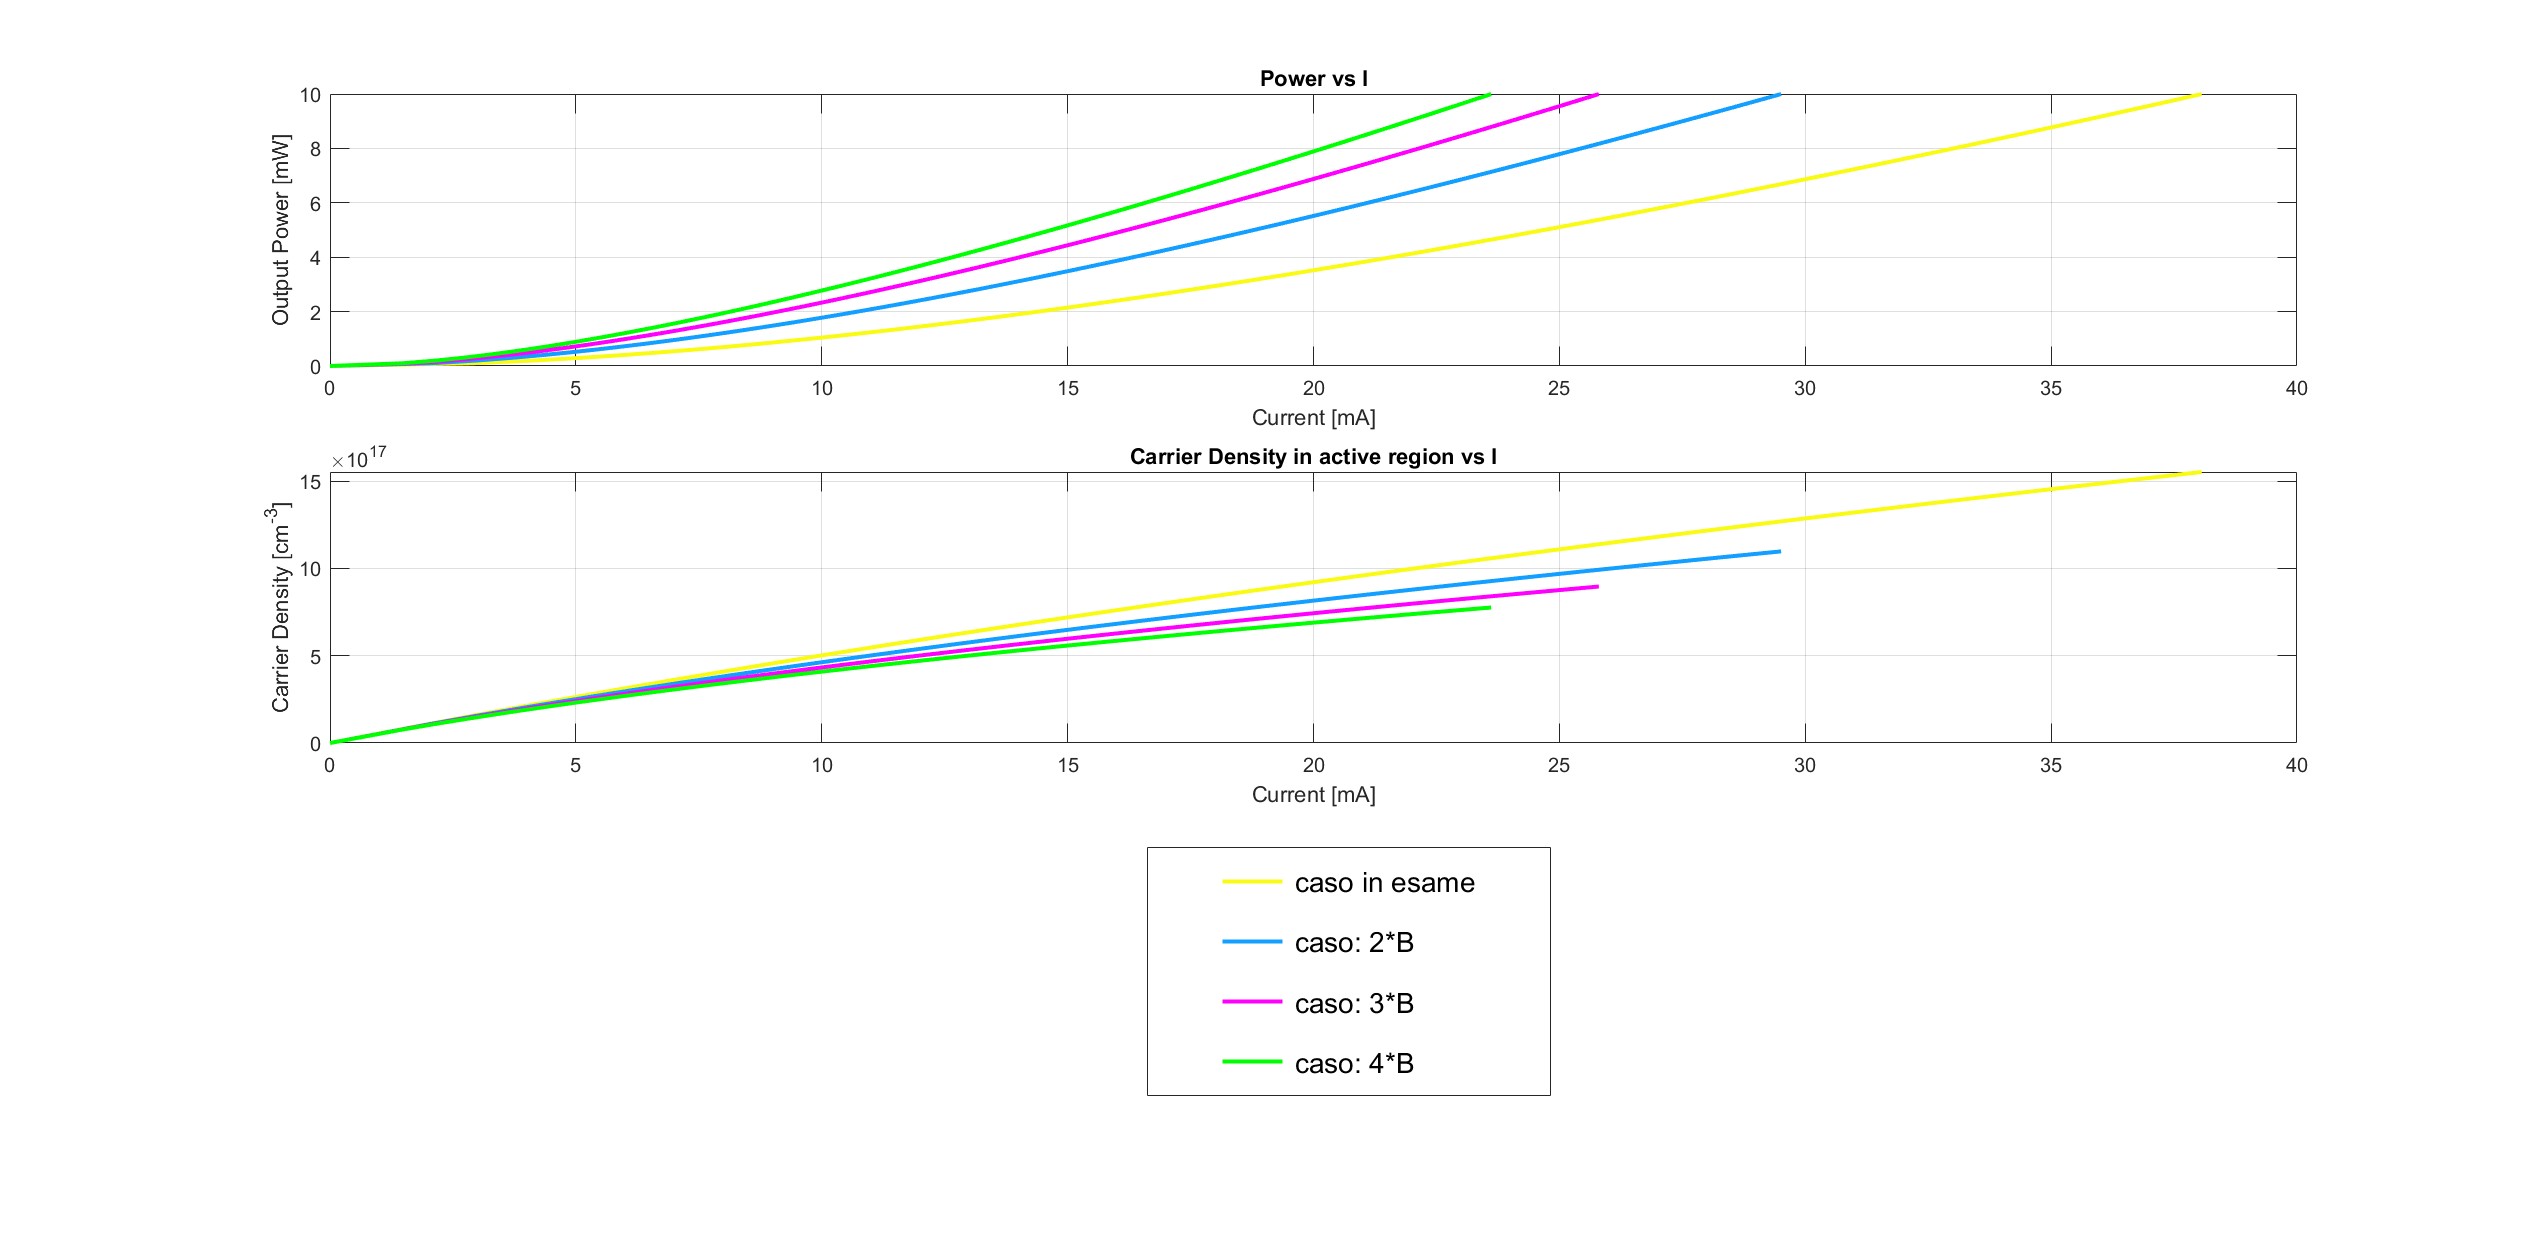 Power vs I
Output Power [mW]
10
8
6
4
2
0
0 5 10 15 20 25 30 35 40
Current [mA]
Carrier Density in active region vs I
×10^17
Carrier Density [cm^-3]
15
10
5
0
0 5 10 15 20 25 30 35 40
Current [mA]
caso in esame
caso: 2*B
caso: 3*B
caso: 4*B